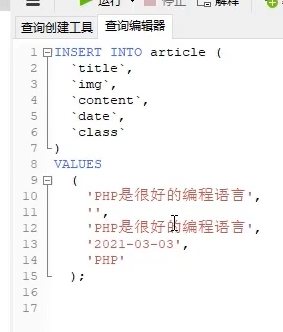 运行 停止 解释
查询创建工具 查询编辑器
1 INSERT INTO article (
2 `title`,
3 `img`,
4 `content`,
5 `date`,
6 `class`
7 )
8 VALUES
9 (
10 'PHP是很好的编程语言',
11 '',
12 'PHP是很好的编程语言',
13 '2021-03-03',
14 'PHP'
15 );
16
17